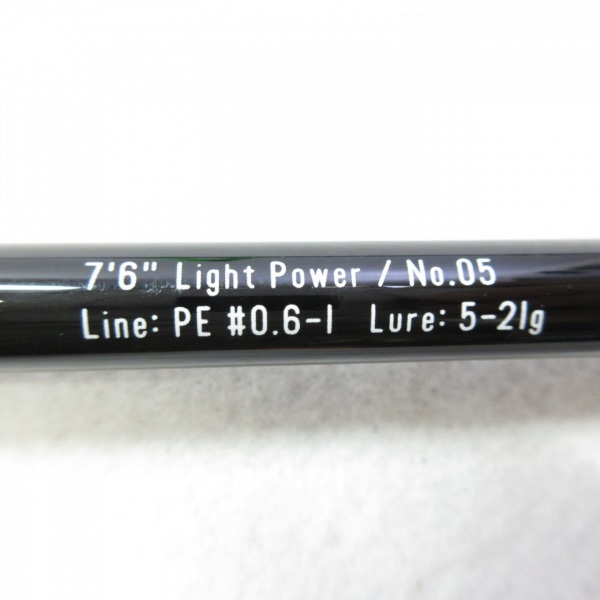 7'6" Light Power / No.05
Line: PE #0.6-1 Lure: 5-21g